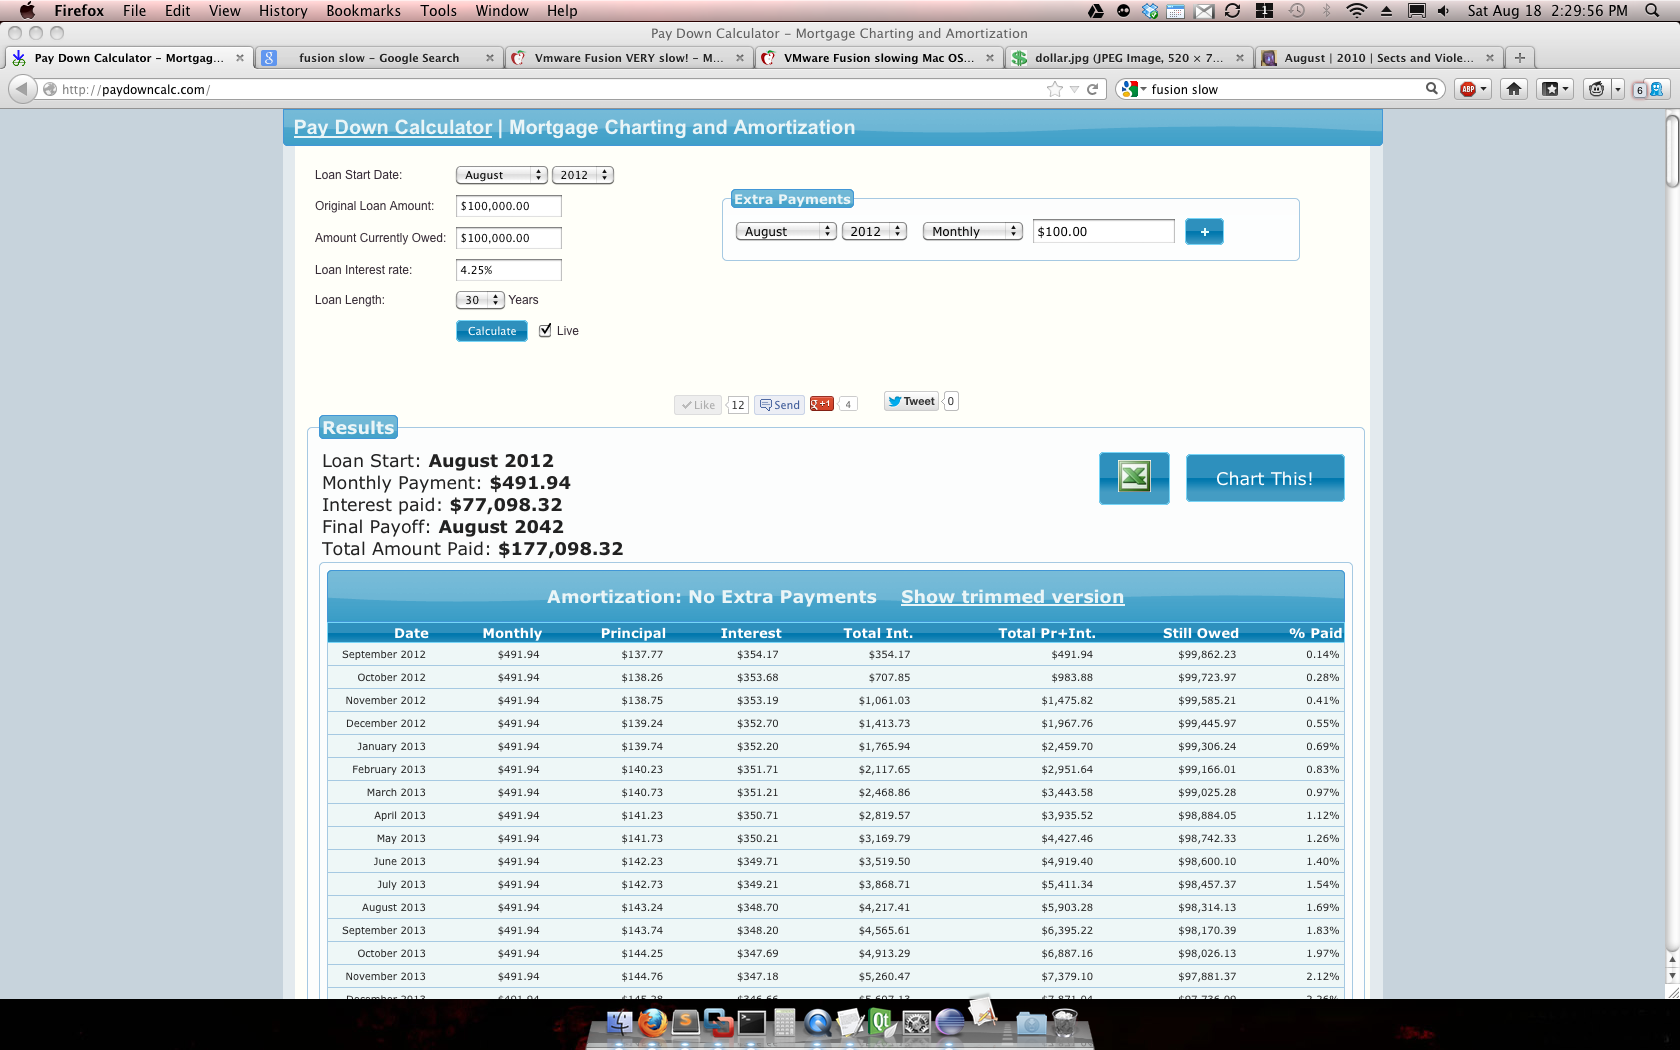 Firefox File Edit View History Bookmarks Tools Window Help Sat Aug 18 2:29:56 PM
Pay Down Calculator – Mortgage Charting and Amortization
Pay Down Calculator – Mortgag... fusion slow – Google Search Vmware Fusion VERY slow! – M... VMware Fusion slowing Mac OS... dollar.jpg (JPEG Image, 520 × 7... August | 2010 | Sects and Viole...
http://paydowncalc.com/ fusion slow ABP 6
Pay Down Calculator | Mortgage Charting and Amortization
Loan Start Date: August 2012
Original Loan Amount: $100,000.00
Amount Currently Owed: $100,000.00
Loan Interest rate: 4.25%
Loan Length: 30 Years
Calculate Live
Extra Payments
August 2012 Monthly $100.00 +
Like 12 Send +1 4 Tweet 0
Results
Loan Start: August 2012
Monthly Payment: $491.94
Interest paid: $77,098.32
Final Payoff: August 2042
Total Amount Paid: $177,098.32
Chart This!
Amortization: No Extra Payments Show trimmed version
Date Monthly Principal Interest Total Int. Total Pr+Int. Still Owed % Paid
September 2012 $491.94 $137.77 $354.17 $354.17 $491.94 $99,862.23 0.14%
October 2012 $491.94 $138.26 $353.68 $707.85 $983.88 $99,723.97 0.28%
November 2012 $491.94 $138.75 $353.19 $1,061.03 $1,475.82 $99,585.21 0.41%
December 2012 $491.94 $139.24 $352.70 $1,413.73 $1,967.76 $99,445.97 0.55%
January 2013 $491.94 $139.74 $352.20 $1,765.94 $2,459.70 $99,306.24 0.69%
February 2013 $491.94 $140.23 $351.71 $2,117.65 $2,951.64 $99,166.01 0.83%
March 2013 $491.94 $140.73 $351.21 $2,468.86 $3,443.58 $99,025.28 0.97%
April 2013 $491.94 $141.23 $350.71 $2,819.57 $3,935.52 $98,884.05 1.12%
May 2013 $491.94 $141.73 $350.21 $3,169.79 $4,427.46 $98,742.33 1.26%
June 2013 $491.94 $142.23 $349.71 $3,519.50 $4,919.40 $98,600.10 1.40%
July 2013 $491.94 $142.73 $349.21 $3,868.71 $5,411.34 $98,457.37 1.54%
August 2013 $491.94 $143.24 $348.70 $4,217.41 $5,903.28 $98,314.13 1.69%
September 2013 $491.94 $143.74 $348.20 $4,565.61 $6,395.22 $98,170.39 1.83%
October 2013 $491.94 $144.25 $347.69 $4,913.29 $6,887.16 $98,026.13 1.97%
November 2013 $491.94 $144.76 $347.18 $5,260.47 $7,379.10 $97,881.37 2.12%